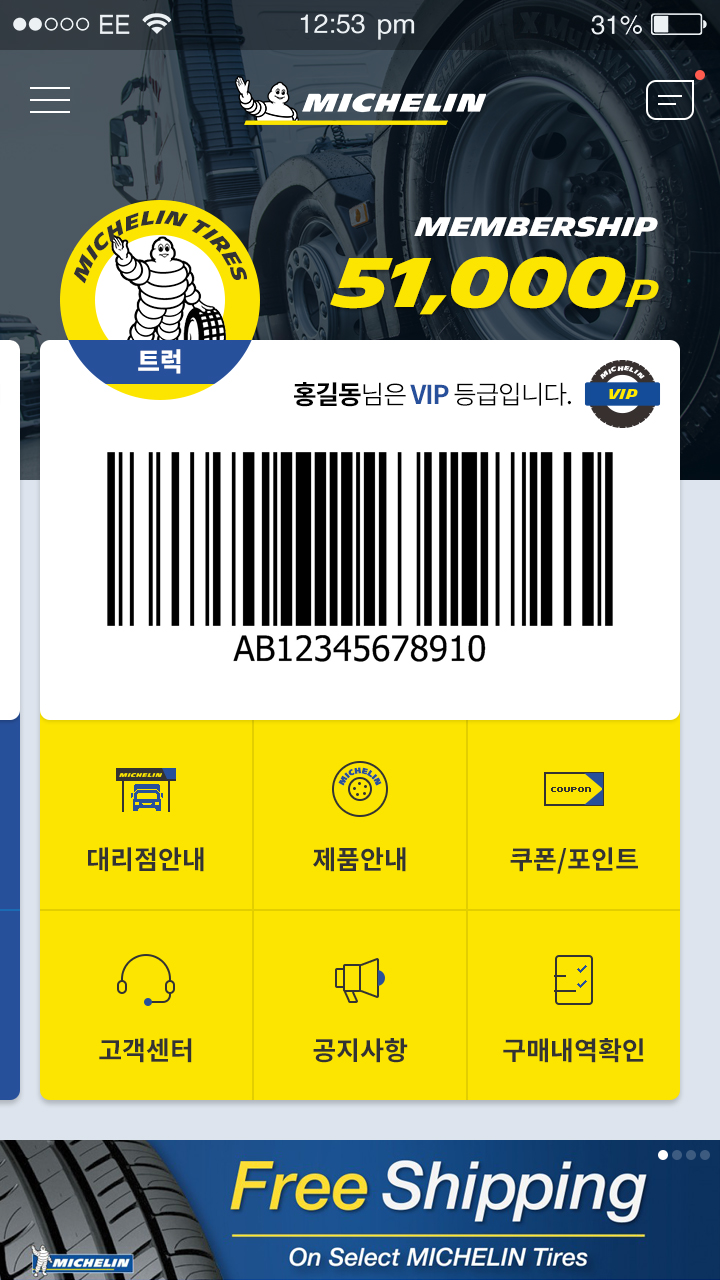 EE 12:53 pm 31%
MICHELIN
MICHELIN TIRES
트럭
MEMBERSHIP
51,000P
홍길동님은 VIP 등급입니다.
MICHELIN
VIP
AB12345678910
MICHELIN
대리점안내
MICHELIN
제품안내
COUPON
쿠폰/포인트
고객센터
공지사항
구매내역확인
Free Shipping
On Select MICHELIN Tires
MICHELIN